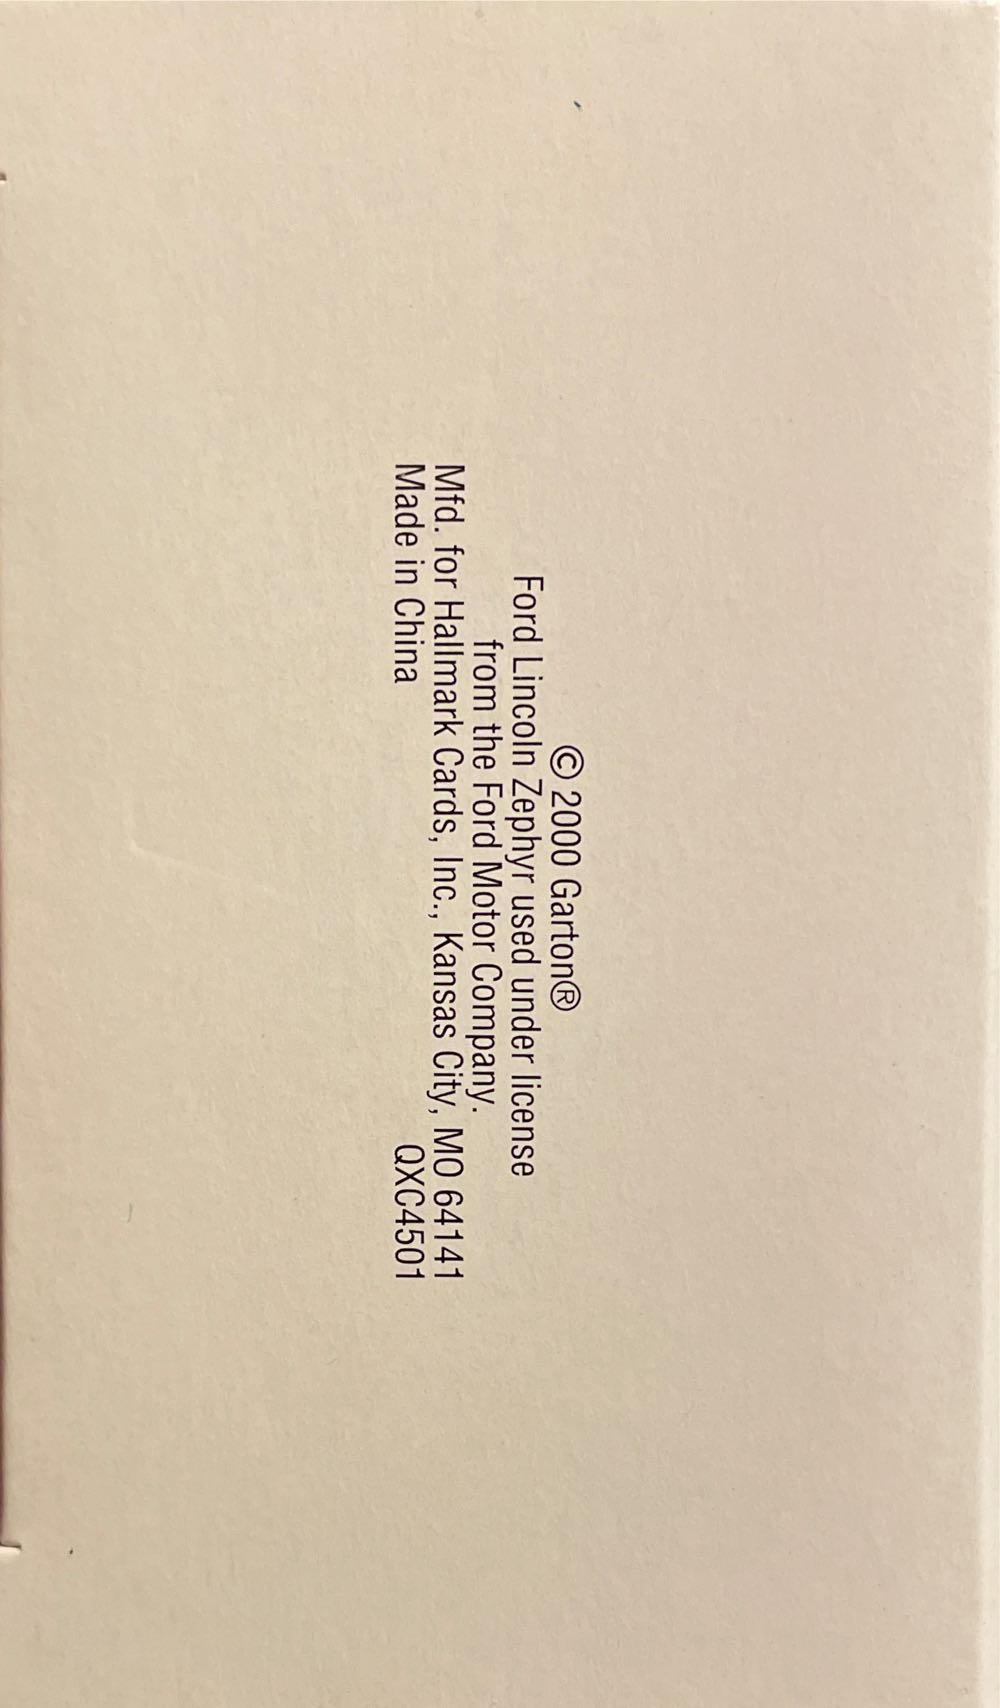 © 2000 Garton®
Ford Lincoln Zephyr used under license
from the Ford Motor Company.
Mfd. for Hallmark Cards, Inc., Kansas City, MO 64141
Made in China QXC4501